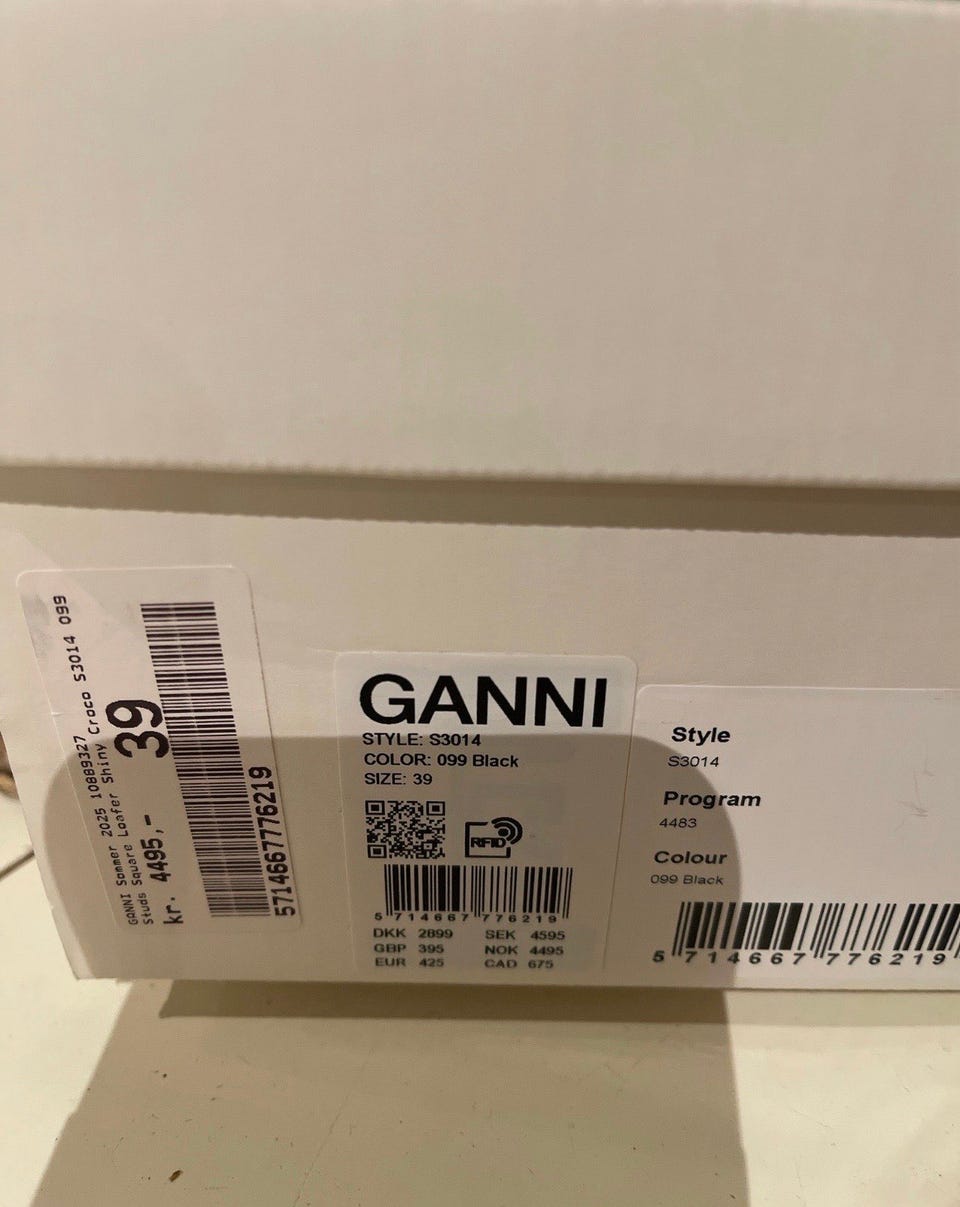 GANNI Sommer 2025 10889327
Studs Square Loafer Shiny Croco S3014 099
kr. 4495,-
39
5714667776219
GANNI
STYLE: S3014
COLOR: 099 Black
SIZE: 39
RFID
5 714667 776219
DKK 2899 SEK 4595
GBP 395 NOK 4495
EUR 425 CAD 675
Style
S3014
Program
4483
Colour
099 Black
5 714667 776219